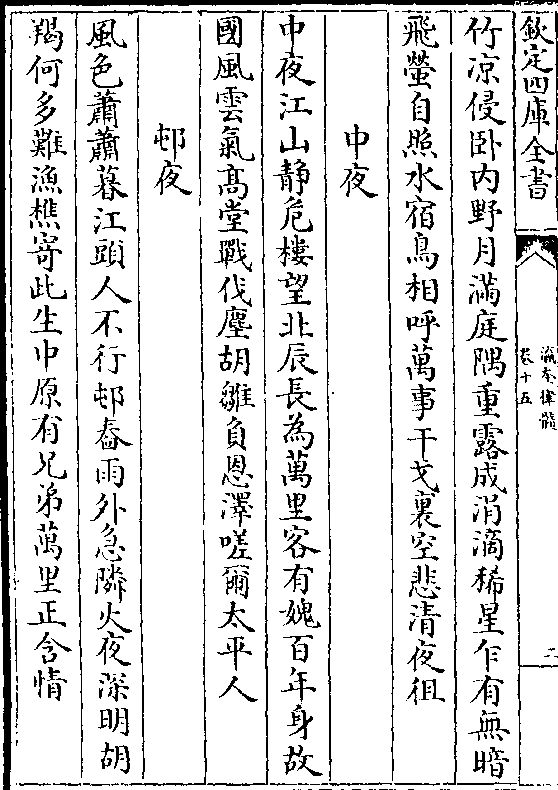 欽定四庫全書
瀛奎律髓
卷十五
二
竹凉侵卧内野月滿庭隅重露成涓滴稀星乍有無暗
飛螢自照水宿鳥相呼萬事干戈裏空悲清夜徂
中夜
中夜江山静危樓望北辰長為萬里客有媿百年身故
國風雲氣髙堂戰伐塵胡雛負恩澤嗟爾太平人
邨夜
風色蕭蕭暮江頭人不行邨舂雨外急隣火夜深明胡
羯何多難漁樵寄此生中原有兄弟萬里正含情